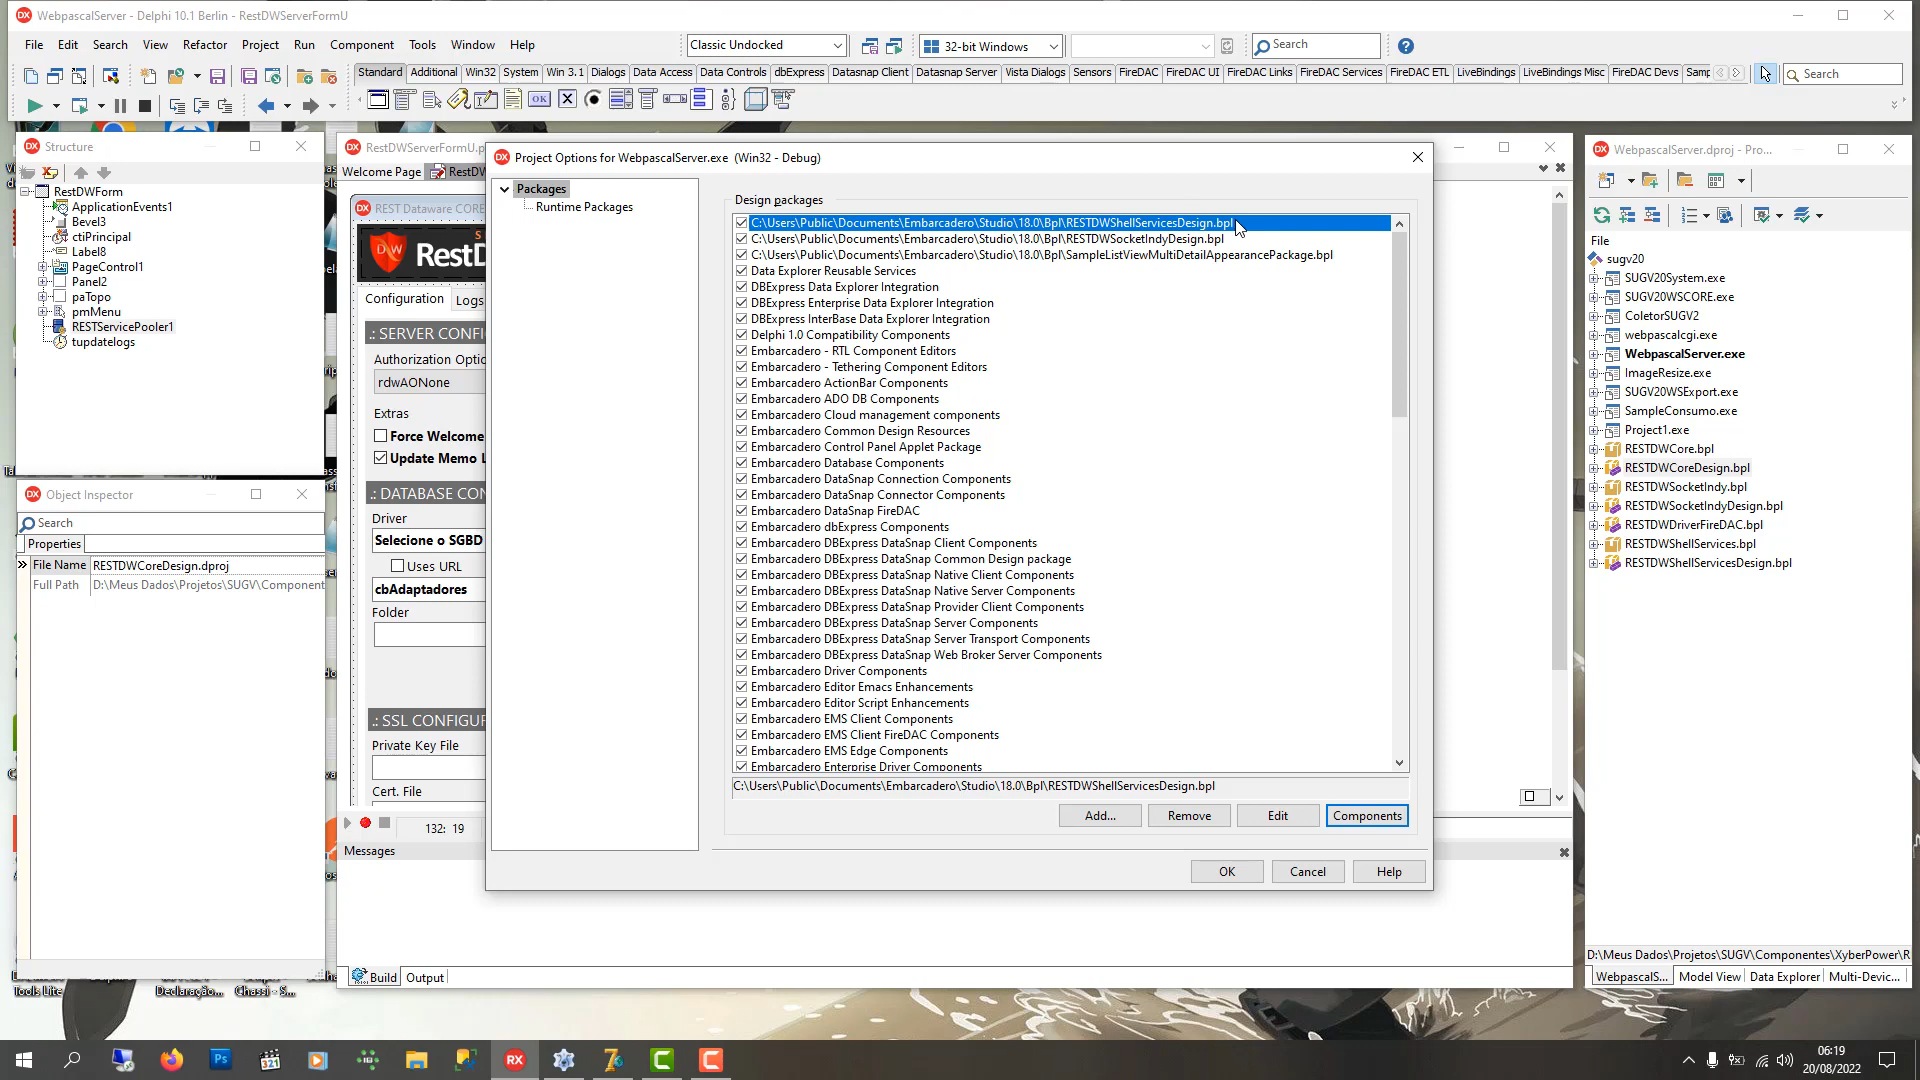 WebpascalServer - Delphi 10.1 Berlin - RestDWServerFormU
File Edit Search View Refactor Project Run Component Tools Window Help
Classic Undocked
32-bit Windows
Search
Standard Additional Win32 System Win 3.1 Dialogs Data Access Data Controls dbExpress Datasnap Client Datasnap Server Vista Dialogs Sensors FireDAC FireDAC UI FireDAC Links FireDAC Services FireDAC ETL LiveBindings LiveBindings Misc FireDAC Devs Samp
Search
Structure
RestDWForm
ApplicationEvents1
Bevel3
ctiPrincipal
Label8
PageControl1
Panel2
paTopo
pmMenu
RESTServicePooler1
tupdatelogs
Object Inspector
Search
Properties
File Name RESTDWCoreDesign.dproj
Full Path D:\Meus Dados\Projetos\SUGV\Component
RestDWServerFormU.p
Welcome Page RestDW
REST Dataware CORE
RestD
Configuration Logs
.: SERVER CONFI
Authorization Optio
rdwAONone
Extras
Force Welcome
Update Memo L
.: DATABASE CON
Driver
Selecione o SGBD
Uses URL
cbAdaptadores
Folder
.: SSL CONFIGUR
Private Key File
Cert. File
132: 19
Messages
Build Output
Project Options for WebpascalServer.exe (Win32 - Debug)
Packages
Runtime Packages
Design packages
C:\Users\Public\Documents\Embarcadero\Studio\18.0\Bpl\RESTDWShellServicesDesign.bpl
C:\Users\Public\Documents\Embarcadero\Studio\18.0\Bpl\RESTDWSocketIndyDesign.bpl
C:\Users\Public\Documents\Embarcadero\Studio\18.0\Bpl\SampleListViewMultiDetailAppearancePackage.bpl
Data Explorer Reusable Services
DBExpress Data Explorer Integration
DBExpress Enterprise Data Explorer Integration
DBExpress InterBase Data Explorer Integration
Delphi 1.0 Compatibility Components
Embarcadero - RTL Component Editors
Embarcadero - Tethering Component Editors
Embarcadero ActionBar Components
Embarcadero ADO DB Components
Embarcadero Cloud management components
Embarcadero Common Design Resources
Embarcadero Control Panel Applet Package
Embarcadero Database Components
Embarcadero DataSnap Connection Components
Embarcadero DataSnap Connector Components
Embarcadero DataSnap FireDAC
Embarcadero dbExpress Components
Embarcadero DBExpress DataSnap Client Components
Embarcadero DBExpress DataSnap Common Design package
Embarcadero DBExpress DataSnap Native Client Components
Embarcadero DBExpress DataSnap Native Server Components
Embarcadero DBExpress DataSnap Provider Client Components
Embarcadero DBExpress DataSnap Server Components
Embarcadero DBExpress DataSnap Server Transport Components
Embarcadero DBExpress DataSnap Web Broker Server Components
Embarcadero Driver Components
Embarcadero Editor Emacs Enhancements
Embarcadero Editor Script Enhancements
Embarcadero EMS Client Components
Embarcadero EMS Client FireDAC Components
Embarcadero EMS Edge Components
Embarcadero Enterprise Driver Components
C:\Users\Public\Documents\Embarcadero\Studio\18.0\Bpl\RESTDWShellServicesDesign.bpl
Add... Remove Edit Components
OK Cancel Help
WebpascalServer.dproj - Pro...
File
sugv20
SUGV20System.exe
SUGV20WSCORE.exe
ColetorSUGV2
webpascalcgi.exe
WebpascalServer.exe
ImageResize.exe
SUGV20WSExport.exe
SampleConsumo.exe
Project1.exe
RESTDWCore.bpl
RESTDWCoreDesign.bpl
RESTDWSocketIndy.bpl
RESTDWSocketIndyDesign.bpl
RESTDWDriverFireDAC.bpl
RESTDWShellServices.bpl
RESTDWShellServicesDesign.bpl
D:\Meus Dados\Projetos\SUGV\Componentes\XyberPower\R
WebpascalS... Model View Data Explorer Multi-Devic...
Tools Lite
Declaração...
Chassi - S...
06:19
20/08/2022